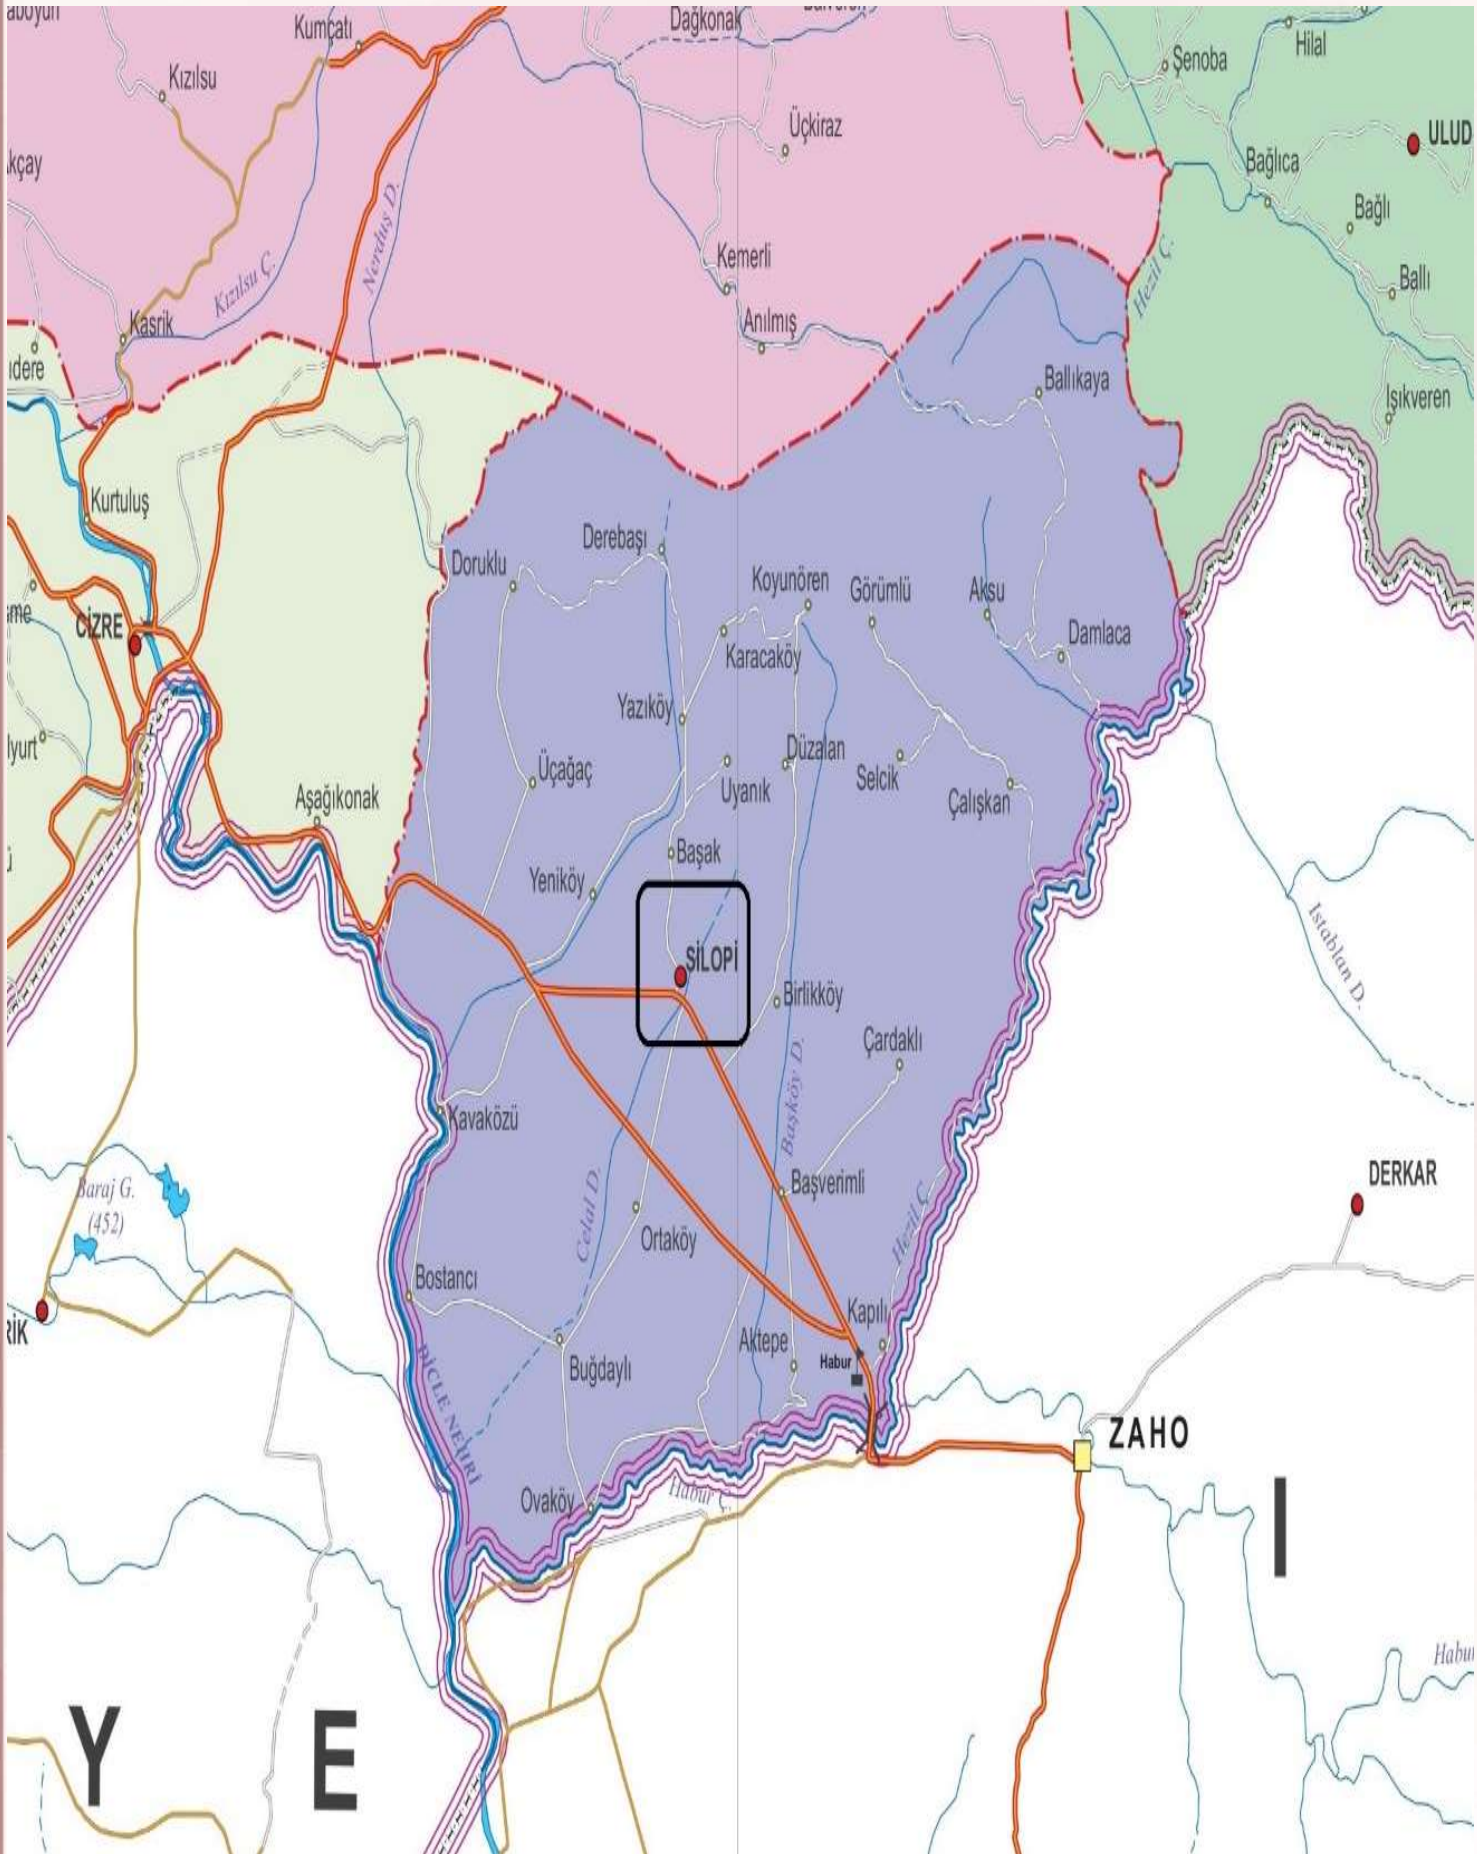 Kumçatı
Dağkonak
Hilal
Şenoba
Kızılsu
Üçkiraz
Bağlıca
Nerduş D.
Bağlı
Kemerli
Kızılsu Ç.
Hezil Ç.
Ballı
Kasrik
Anılmış
Ballıkaya
Işıkveren
Kurtuluş
Derebaşı
Doruklu
Koyunören
Görümlü
Aksu
CİZRE
Damlaca
Karacaköy
Yazıköy
Düzalan
Üçağaç
Selcik
Uyanık
Çalışkan
Aşağıkonak
Başak
Yeniköy
Istablan D.
SİLOPİ
Birlikköy
Çardaklı
Kavaközü
Başköy D.
DERKAR
Başverimli
Baraj G.
(452)
Celal D.
Hezil Ç.
Ortaköy
Bostancı
Kapılı
Aktepe
Habur
Buğdaylı
DİCLE NEHRİ
ZAHO
Ovaköy
Habur Ç.
I
Habur
Y E